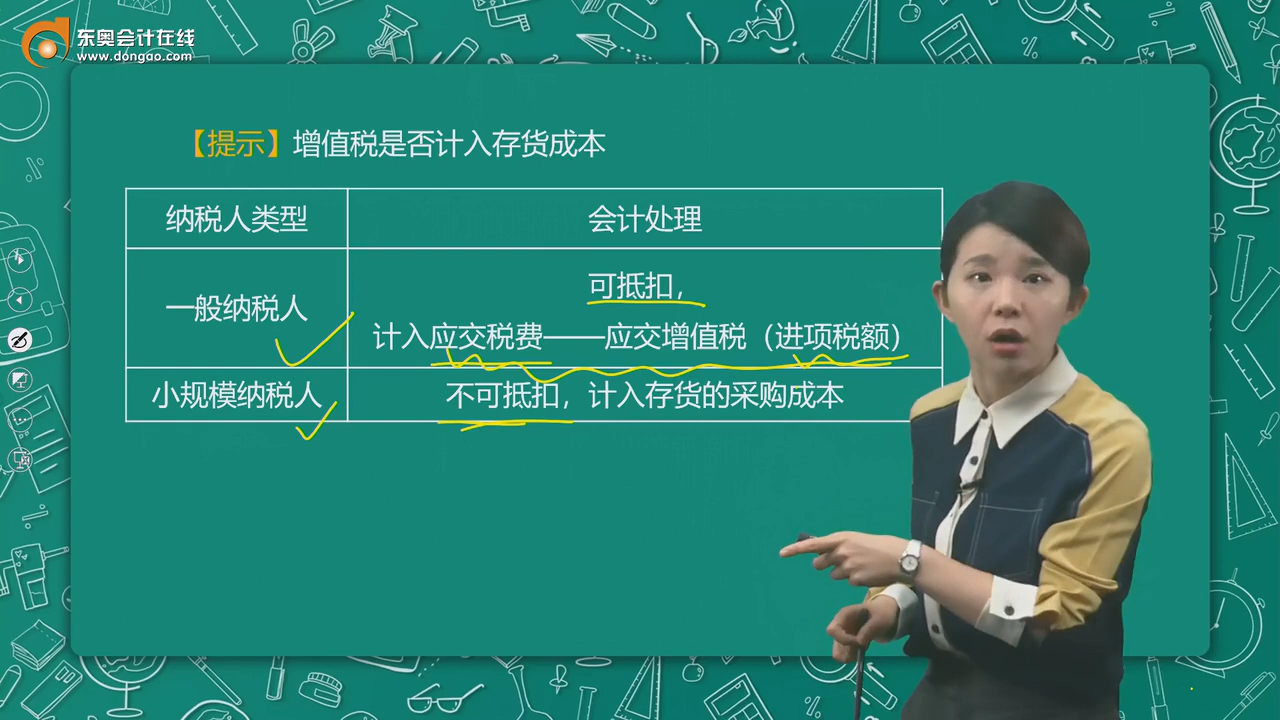 东奥会计在线
www.dongao.com
【提示】增值税是否计入存货成本
纳税人类型
会计处理
一般纳税人
可抵扣，
计入应交税费——应交增值税（进项税额）
小规模纳税人
不可抵扣，计入存货的采购成本